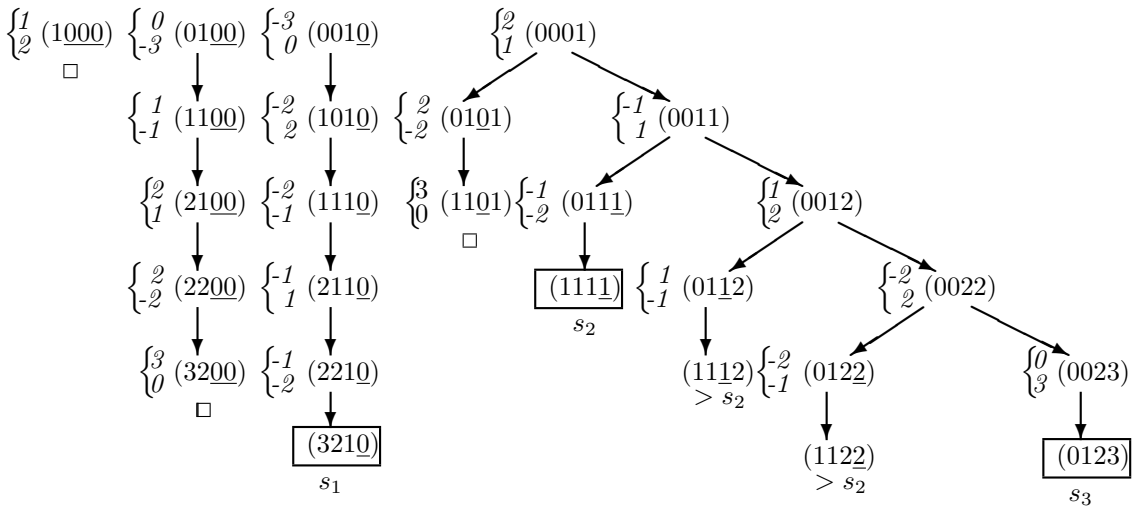 {1 2 (1000) {0 -3 (0100) {-3 0 (0010) {2 1 (0001)
□
{1 -1 (1100) {-2 2 (1010) {2 -2 (0101) {-1 1 (0011)
{2 1 (2100) {-2 -1 (1110) {3 0 (1101) {-1 -2 (0111) {1 2 (0012)
□
{2 -2 (2200) {-1 1 (2110) (1111) {1 -1 (0112) {-2 2 (0022)
s2
{3 0 (3200) {-1 -2 (2210) (1112) {-2 -1 (0122) {0 3 (0023)
□ > s2
(3210) (1122) (0123)
s1 > s2 s3